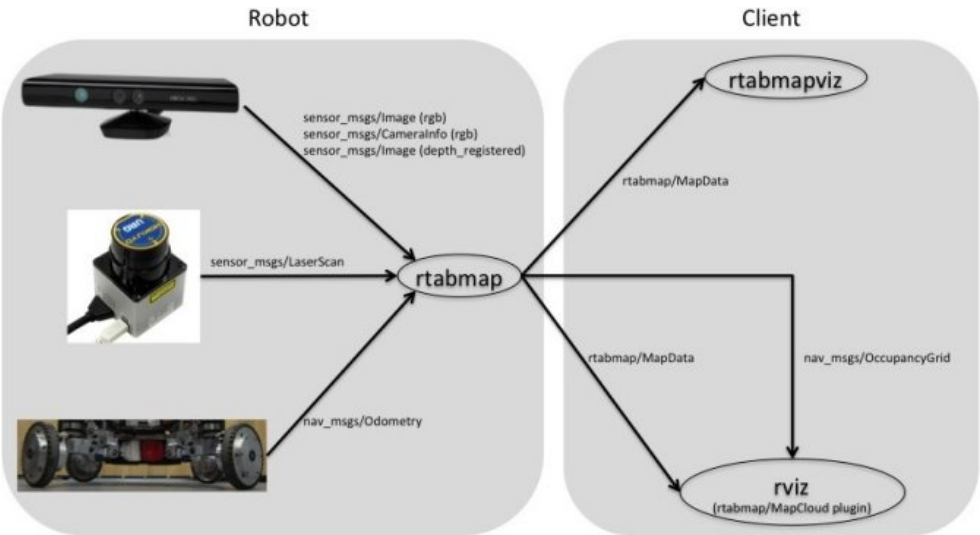 Robot
Client
sensor_msgs/Image (rgb)
sensor_msgs/CameraInfo (rgb)
sensor_msgs/Image (depth_registered)
rtabmapviz
rtabmap/MapData
sensor_msgs/LaserScan
rtabmap
rtabmap/MapData
nav_msgs/OccupancyGrid
nav_msgs/Odometry
rviz
(rtabmap/MapCloud plugin)